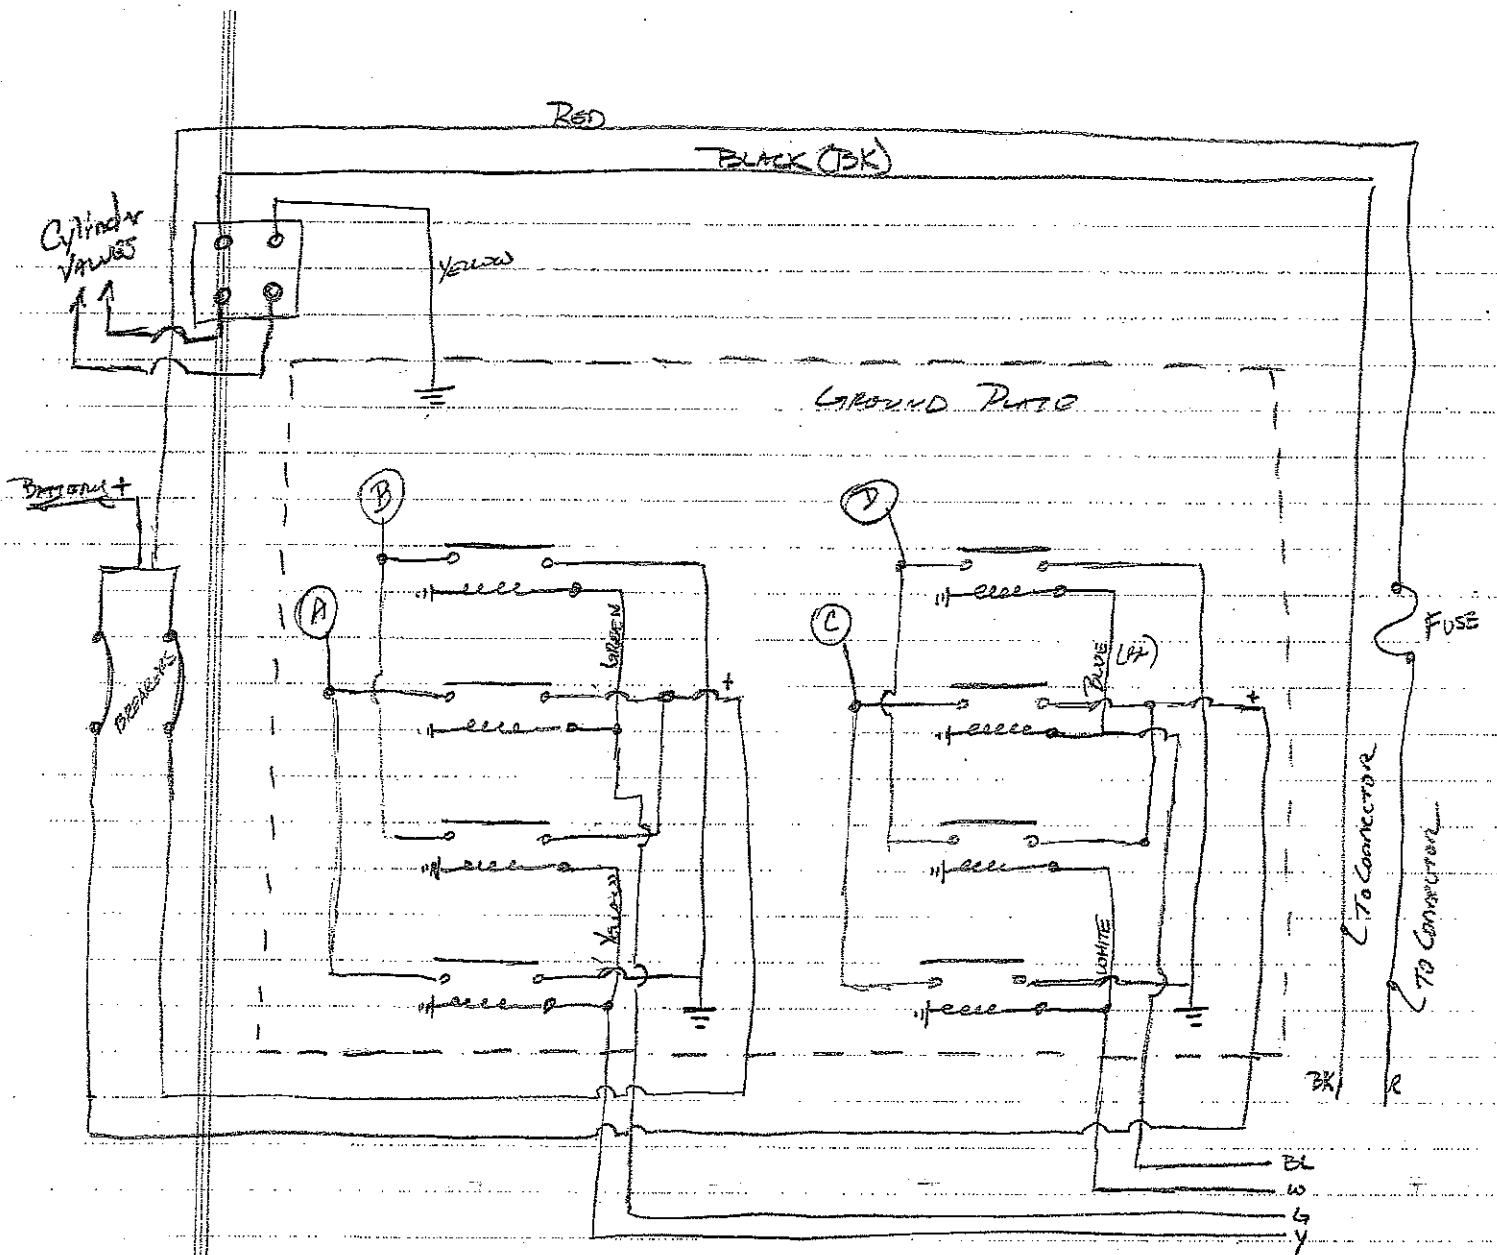 RED
BLACK (BK)
Cylinder
VALVES
YELLOW
GROUND PLATE
BATTERY +
B
D
A
C
GREEN
BLUE (BL)
FUSE
BREAKERS
+
+
YELLOW
WHITE
TO CONNECTOR
TO CONNECTOR
BK
R
BL
W
G
Y